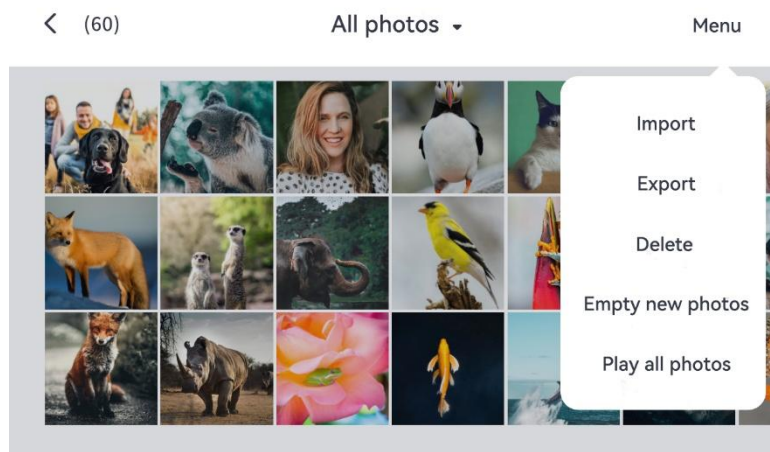 (60)
All photos
Menu
Import
Export
Delete
Empty new photos
Play all photos